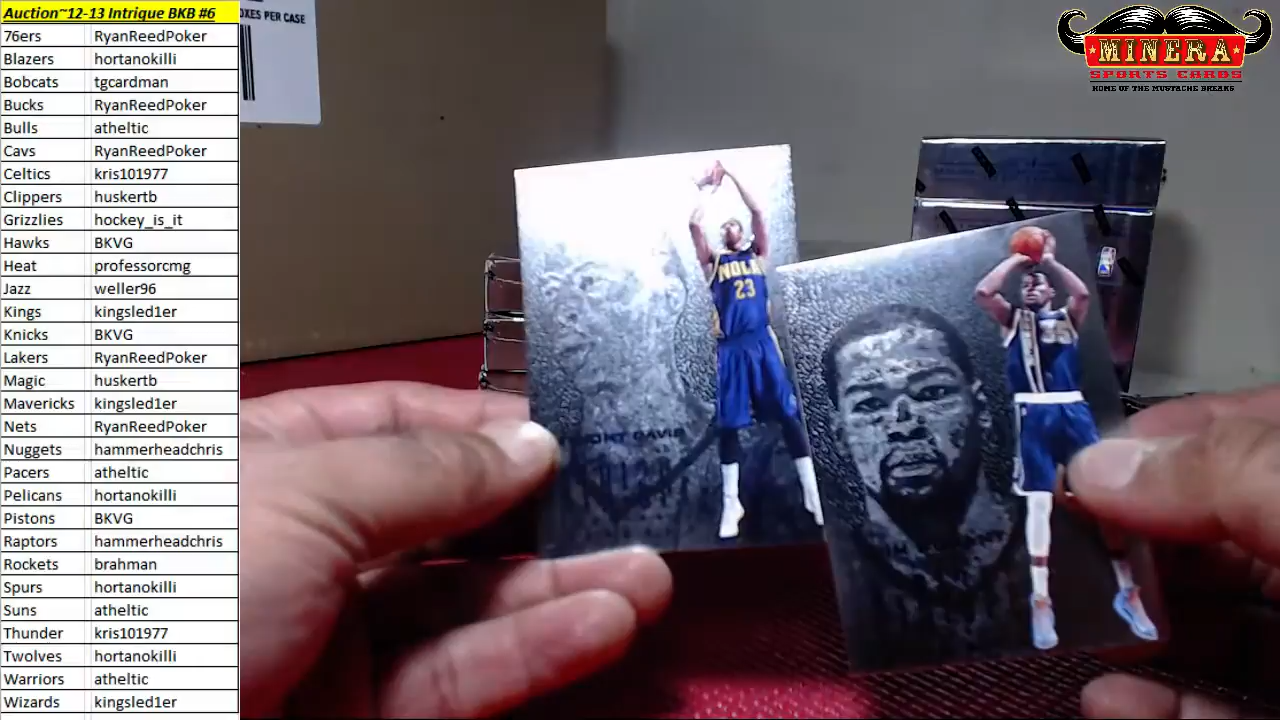 Auction~12-13 Intrique BKB #6
76ers RyanReedPoker
Blazers hortanokilli
Bobcats tgcardman
Bucks RyanReedPoker
Bulls atheltic
Cavs RyanReedPoker
Celtics kris101977
Clippers huskertb
Grizzlies hockey_is_it
Hawks BKVG
Heat professorcmg
Jazz weller96
Kings kingsled1er
Knicks BKVG
Lakers RyanReedPoker
Magic huskertb
Mavericks kingsled1er
Nets RyanReedPoker
Nuggets hammerheadchris
Pacers atheltic
Pelicans hortanokilli
Pistons BKVG
Raptors hammerheadchris
Rockets brahman
Spurs hortanokilli
Suns atheltic
Thunder kris101977
Twolves hortanokilli
Warriors atheltic
Wizards kingsled1er
OXES PER CASE
MINERA
SPORTS CARDS
HOME OF THE MUSTACHE BREAKS
NOLA
23
DAVIS